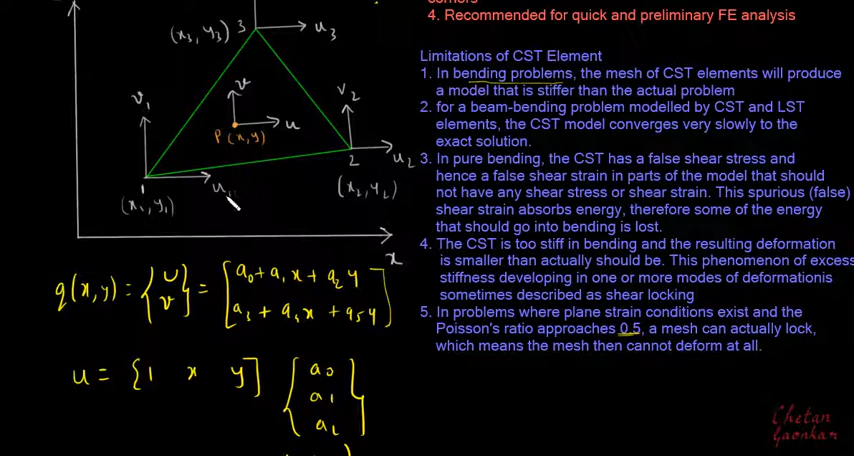 corners
4. Recommended for quick and preliminary FE analysis
Limitations of CST Element
1. In bending problems, the mesh of CST elements will produce
a model that is stiffer than the actual problem
2. for a beam-bending problem modelled by CST and LST
elements, the CST model converges very slowly to the
exact solution.
3. In pure bending, the CST has a false shear stress and
hence a false shear strain in parts of the model that should
not have any shear stress or shear strain. This spurious (false)
shear strain absorbs energy, therefore some of the energy
that should go into bending is lost.
4. The CST is too stiff in bending and the resulting deformation
is smaller than actually should be. This phenomenon of excess
stiffness developing in one or more modes of deformationis
sometimes described as shear locking
5. In problems where plane strain conditions exist and the
Poisson's ratio approaches 0.5, a mesh can actually lock,
which means the mesh then cannot deform at all.
(x₃, y₃) 3
u₃
v₁
v
v₂
u
P(x,y)
2
u₂
1
u₁
(x₁, y₁)
(x₂, y₂)
x
q(x,y) = {u v} = [a₀+a₁x+a₂y
a₃+a₄x+a₅y]
u = {1 x y] {a₀
a₁
a₂}
Chetan
Gaonkar